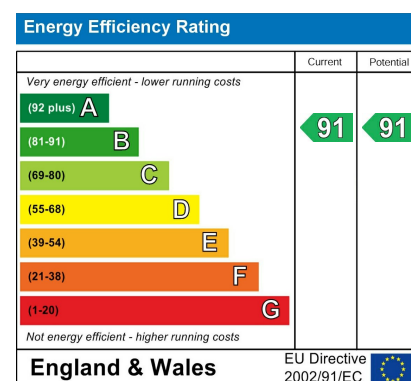 Energy Efficiency Rating
Current Potential
Very energy efficient - lower running costs
(92 plus) A
(81-91) B 91 91
(69-80) C
(55-68) D
(39-54) E
(21-38) F
(1-20) G
Not energy efficient - higher running costs
England & Wales EU Directive
2002/91/EC